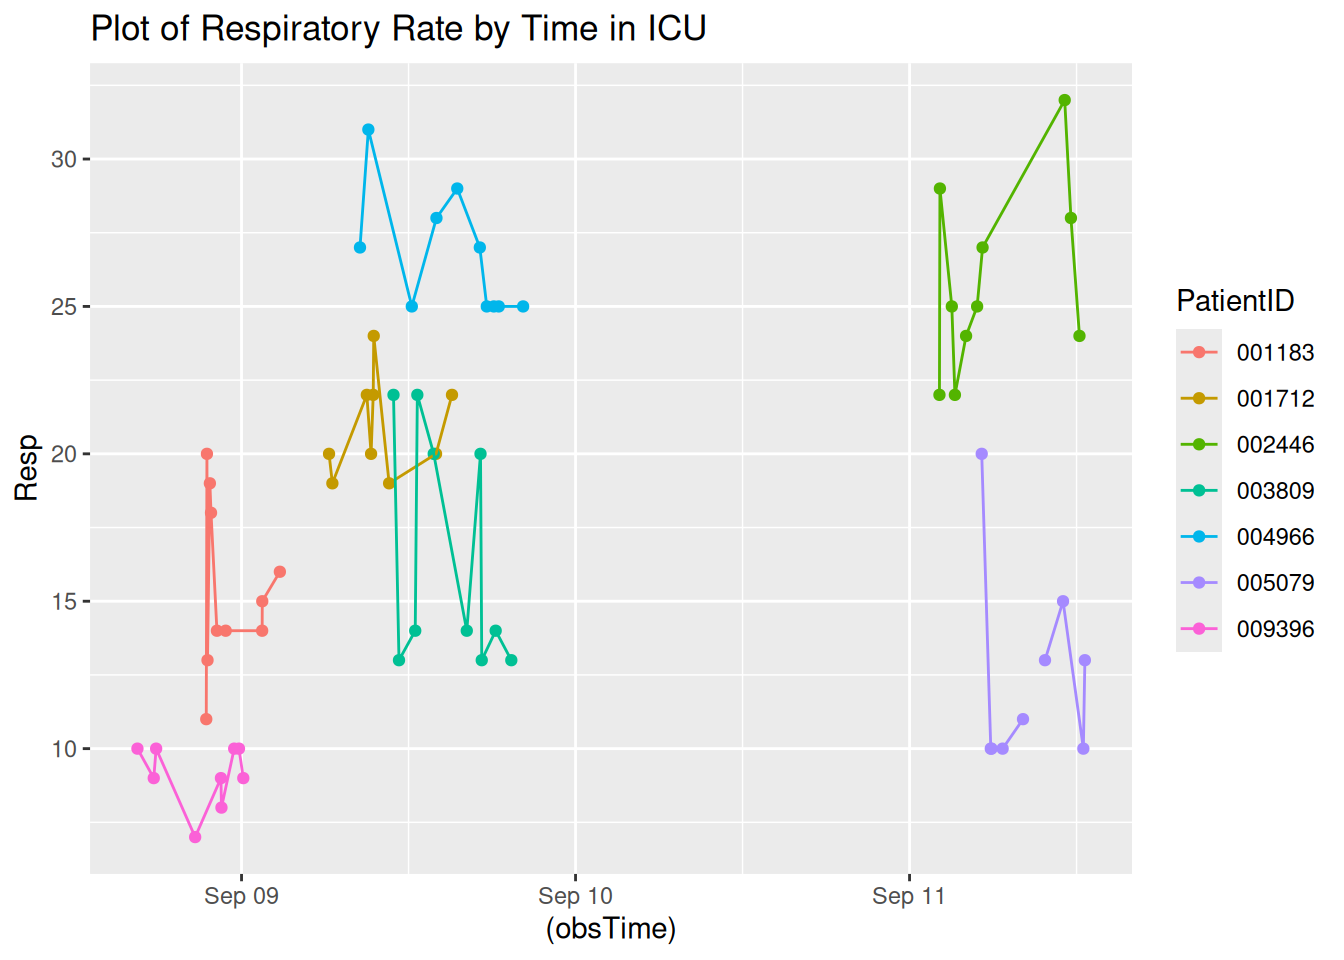 Plot of Respiratory Rate by Time in ICU
Resp
30
25
20
15
10
Sep 09
Sep 10
Sep 11
(obsTime)
PatientID
001183
001712
002446
003809
004966
005079
009396